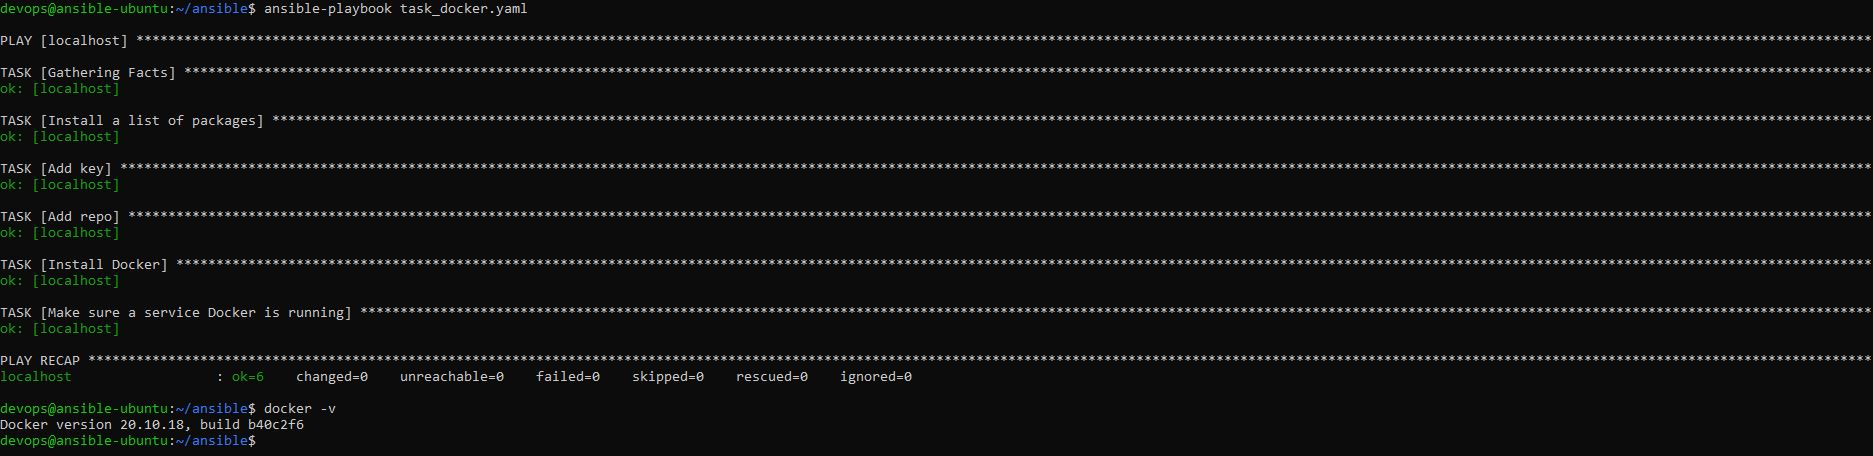 devops@ansible-ubuntu:~/ansible$ ansible-playbook task_docker.yaml
PLAY [localhost] ****************************************************************************************************************************************************************************************************************************
TASK [Gathering Facts] **********************************************************************************************************************************************************************************************************************
ok: [localhost]
TASK [Install a list of packages] ***********************************************************************************************************************************************************************************************************
ok: [localhost]
TASK [Add key] ******************************************************************************************************************************************************************************************************************************
ok: [localhost]
TASK [Add repo] *****************************************************************************************************************************************************************************************************************************
ok: [localhost]
TASK [Install Docker] ***********************************************************************************************************************************************************************************************************************
ok: [localhost]
TASK [Make sure a service Docker is running] ************************************************************************************************************************************************************************************************
ok: [localhost]
PLAY RECAP **********************************************************************************************************************************************************************************************************************************
localhost                  : ok=6    changed=0    unreachable=0    failed=0    skipped=0    rescued=0    ignored=0
devops@ansible-ubuntu:~/ansible$ docker -v
Docker version 20.10.18, build b40c2f6
devops@ansible-ubuntu:~/ansible$